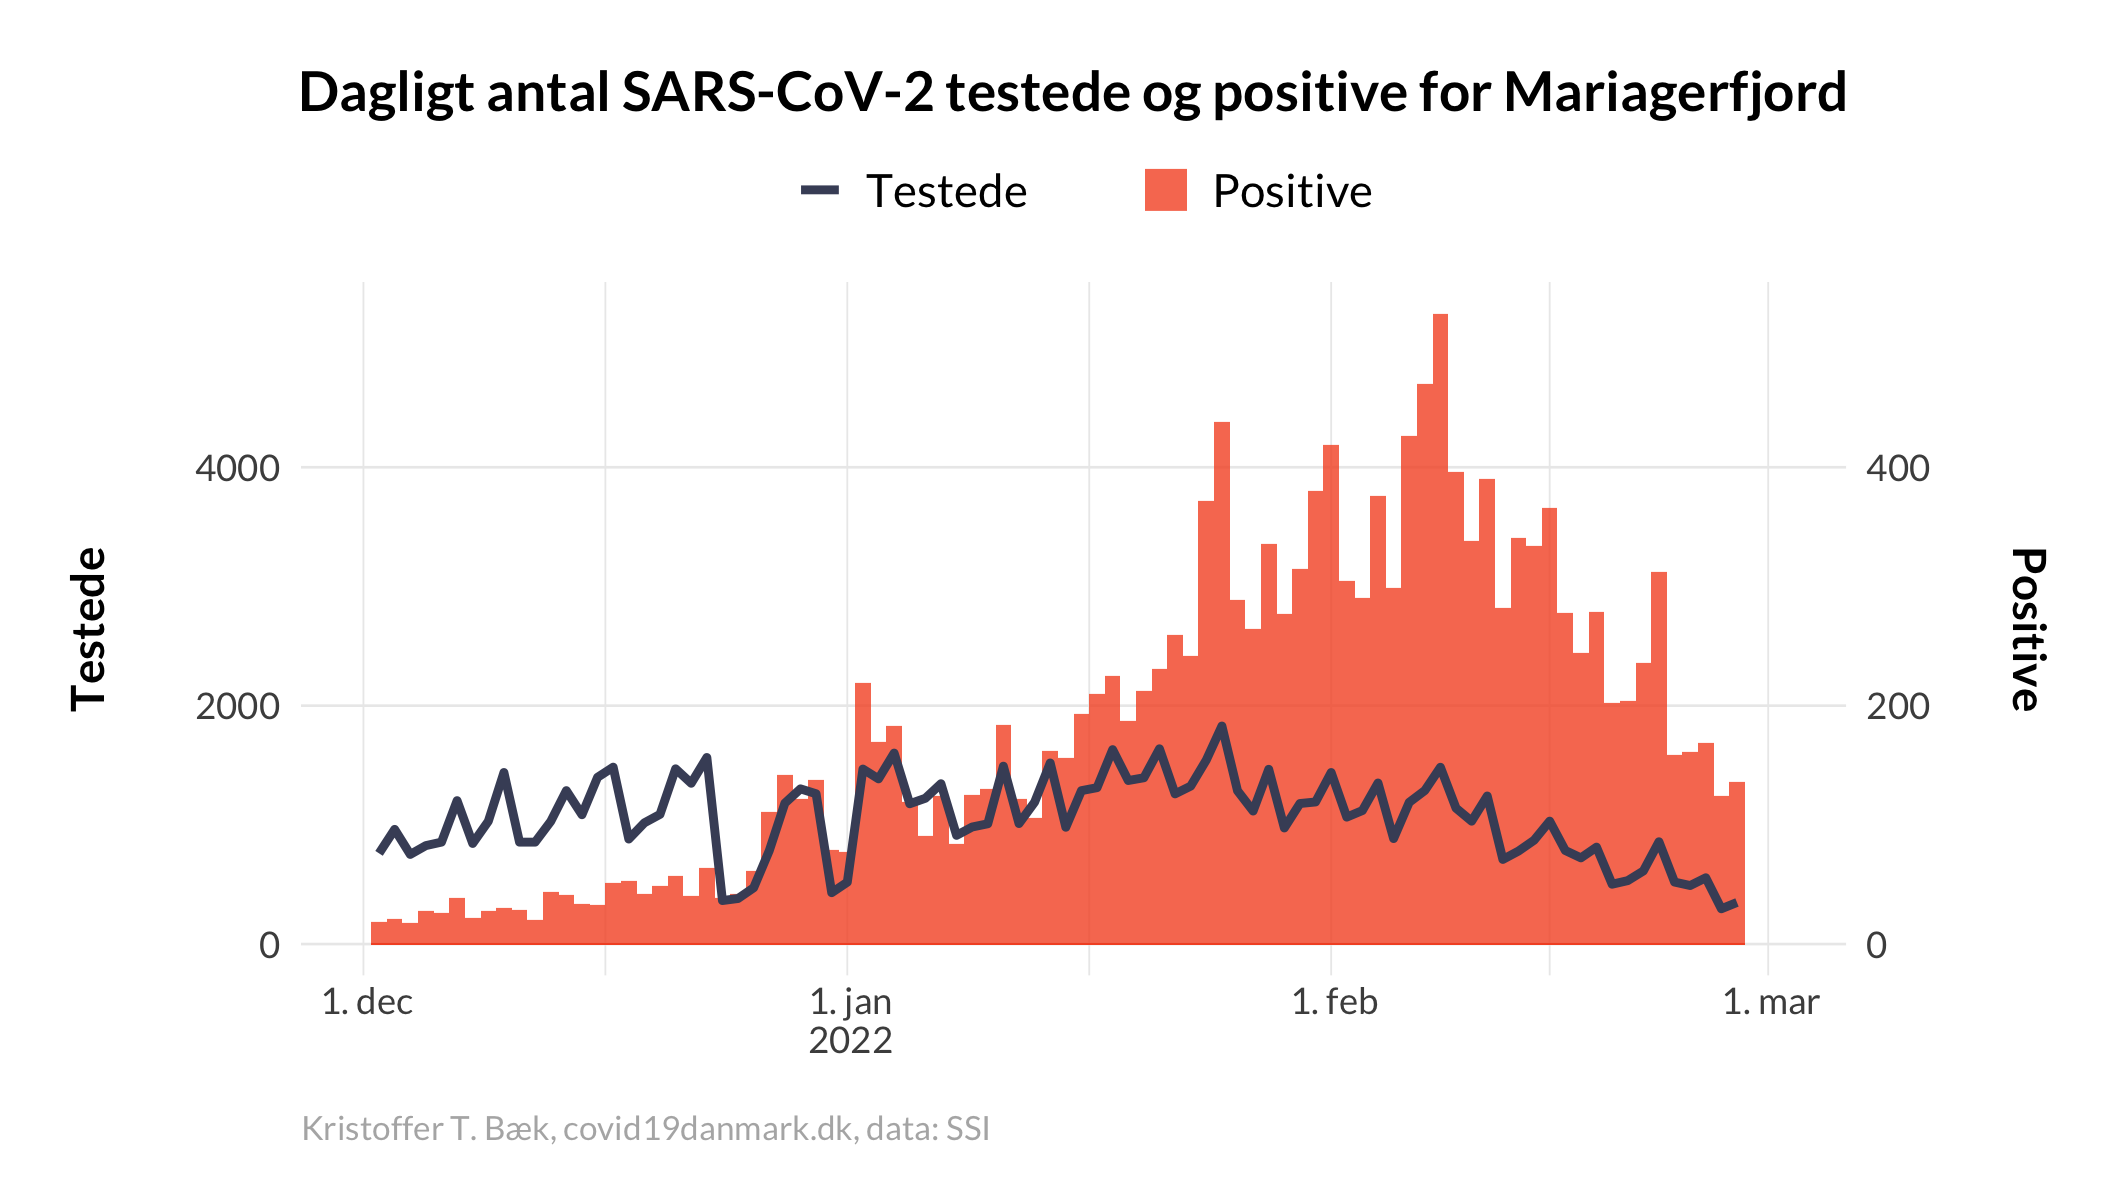 Dagligt antal SARS-CoV-2 testede og positive for Mariagerfjord
Testede
Positive
4000
2000
0
Testede
400
200
0
Positive
1. dec
1. jan
2022
1. feb
1. mar
Kristoffer T. Bæk, covid19danmark.dk, data: SSI